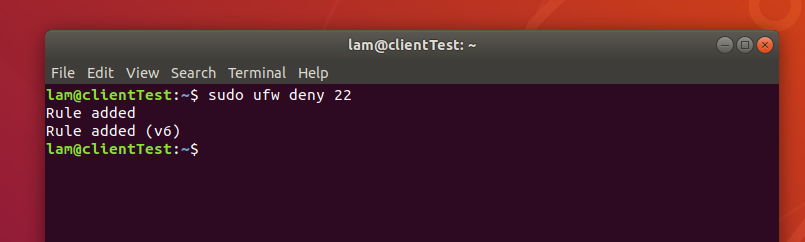 lam@clientTest: ~
File Edit View Search Terminal Help
lam@clientTest:~$ sudo ufw deny 22
Rule added
Rule added (v6)
lam@clientTest:~$